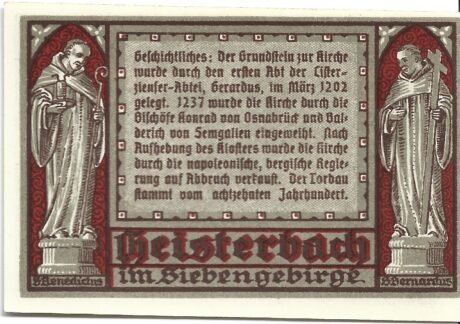 Geschichtliches: Der Grundstein zur Kirche
wurde durch den ersten Abt der Cister-
zienser-Abtei, Gerardus, im März 1202
gelegt. 1237 wurde die Kirche durch die
Bischöfe Konrad von Osnabrück und Bal-
derich von Semgalien eingeweiht. Nach
Aufhebung des Klosters wurde die Kirche
durch die napoleonische, bergische Regie-
rung auf Abbruch verkauft. Der Torbau
stammt vom achtzehnten Jahrhundert.
Heisterbach
im Siebengebirge
S. Benedictus
S. Bernardus